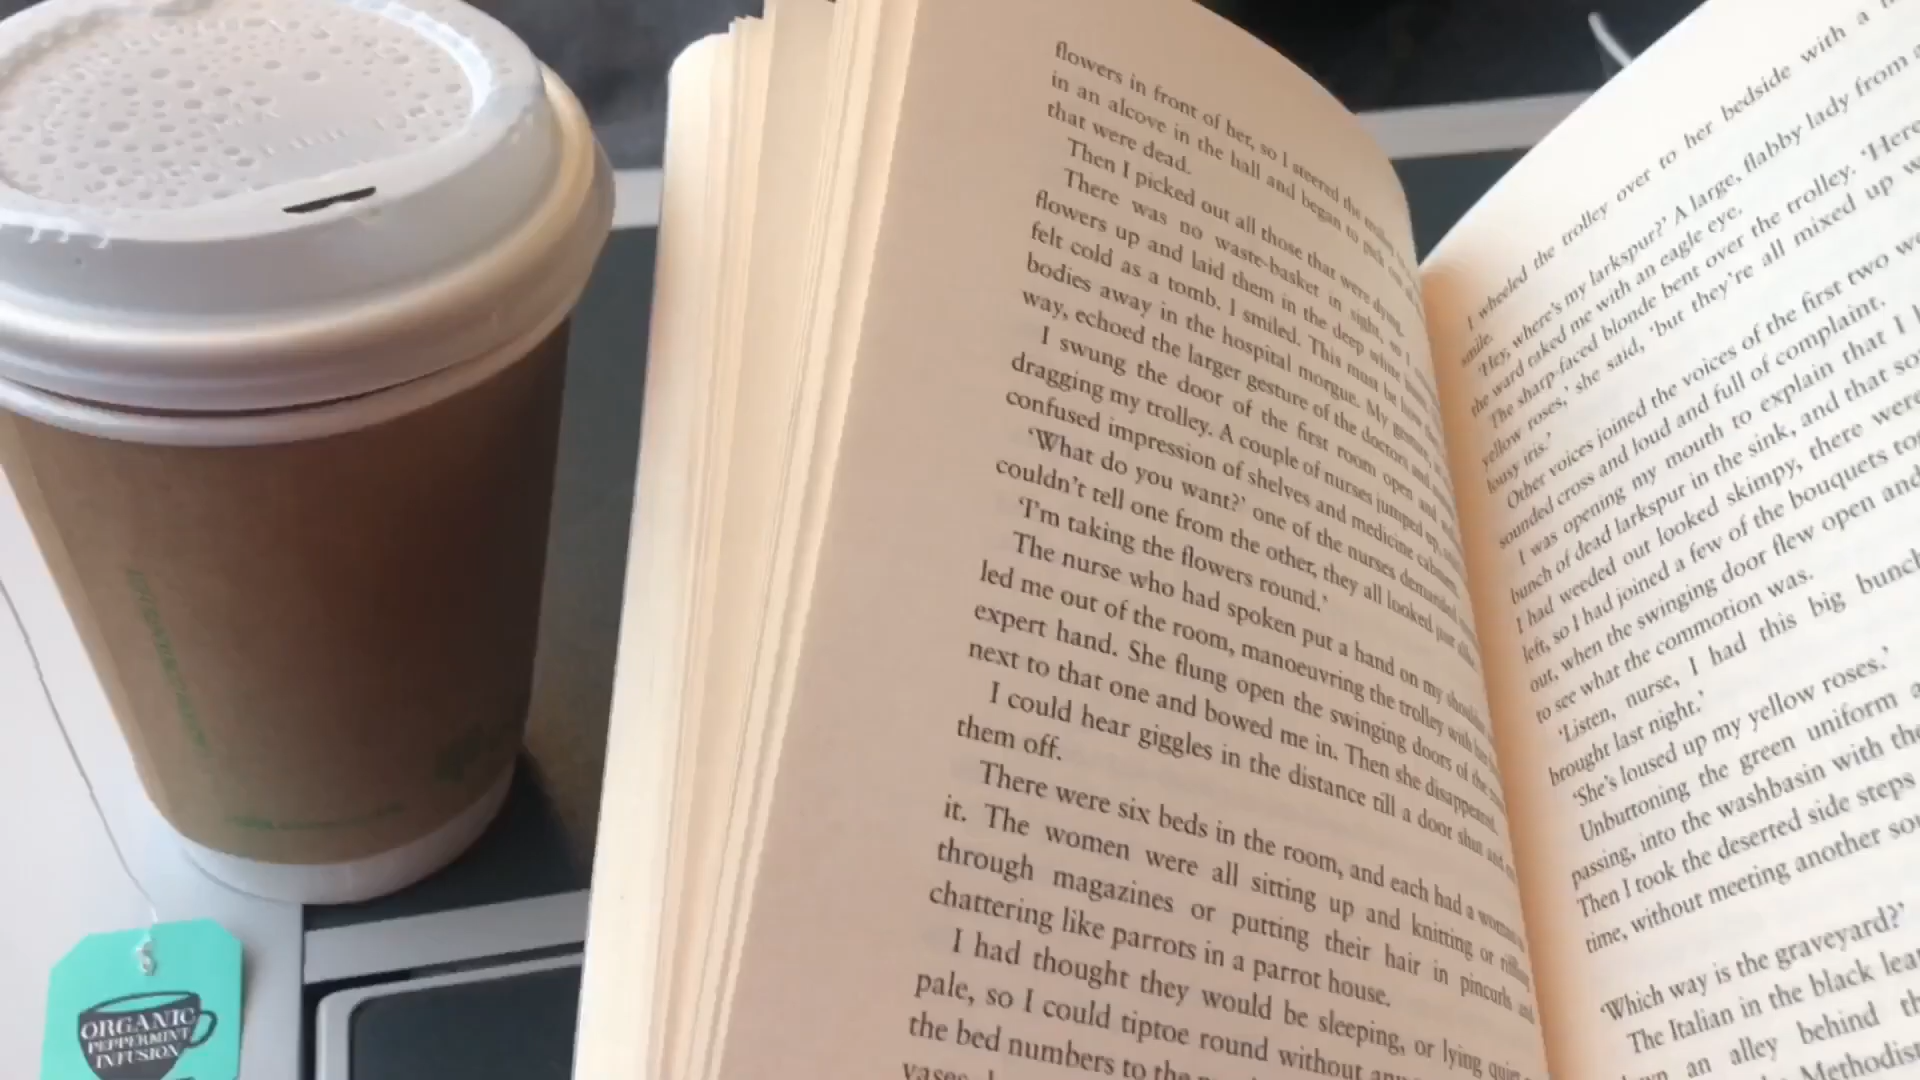 flowers in front of her, so I steered the trolley
in an alcove in the hall and began to pick out all
that were dead.
Then I picked out all those that were dying.
There was no waste-basket in sight, so I
flowers up and laid them in the deep white
felt cold as a tomb. I smiled. This must be how
bodies away in the hospital morgue. My gesture,
way, echoed the larger gesture of the doctors and
I swung the door of the first room open and
dragging my trolley. A couple of nurses jumped up,
confused impression of shelves and medicine
'What do you want?' one of the nurses demanded
couldn't tell one from the other, they all looked just alike.
'I'm taking the flowers round.'
The nurse who had spoken put a hand on my
led me out of the room, manoeuvring the trolley with
expert hand. She flung open the swinging doors of the
next to that one and bowed me in. Then she disappeared.
I could hear giggles in the distance till a door shut and
them off.
There were six beds in the room, and each had a woman
it. The women were all sitting up and knitting or riffling
through magazines or putting their hair in pincurls and
chattering like parrots in a parrot house.
I had thought they would be sleeping, or lying quiet
pale, so I could tiptoe round without
the bed numbers to the
vases,
I wheeled the trolley over to her bedside with a
smile.
'Hey, where's my larkspur?' A large, flabby lady from
the ward raked me with an eagle eye.
The sharp-faced blonde bent over the trolley. 'Here
yellow roses,' she said, 'but they're all mixed up
lousy iris.'
Other voices joined the voices of the first two
sounded cross and loud and full of complaint.
I was opening my mouth to explain that I
bunch of dead larkspur in the sink, and that
I had weeded out looked skimpy, there were
left, so I had joined a few of the bouquets
out, when the swinging door flew open and
to see what the commotion was.
'Listen, nurse, I had this big bunch
brought last night.'
'She's loused up my yellow roses.'
Unbuttoning the green uniform
passing, into the washbasin with the
Then I took the deserted side steps
time, without meeting another
'Which way is the graveyard?'
The Italian in the black
an alley behind
Methodist
ORGANIC
PEPPERMINT
INFUSION